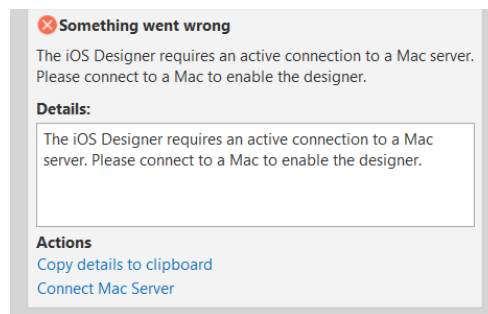 Something went wrong
The iOS Designer requires an active connection to a Mac server.
Please connect to a Mac to enable the designer.
Details:
The iOS Designer requires an active connection to a Mac
server. Please connect to a Mac to enable the designer.
Actions
Copy details to clipboard
Connect Mac Server